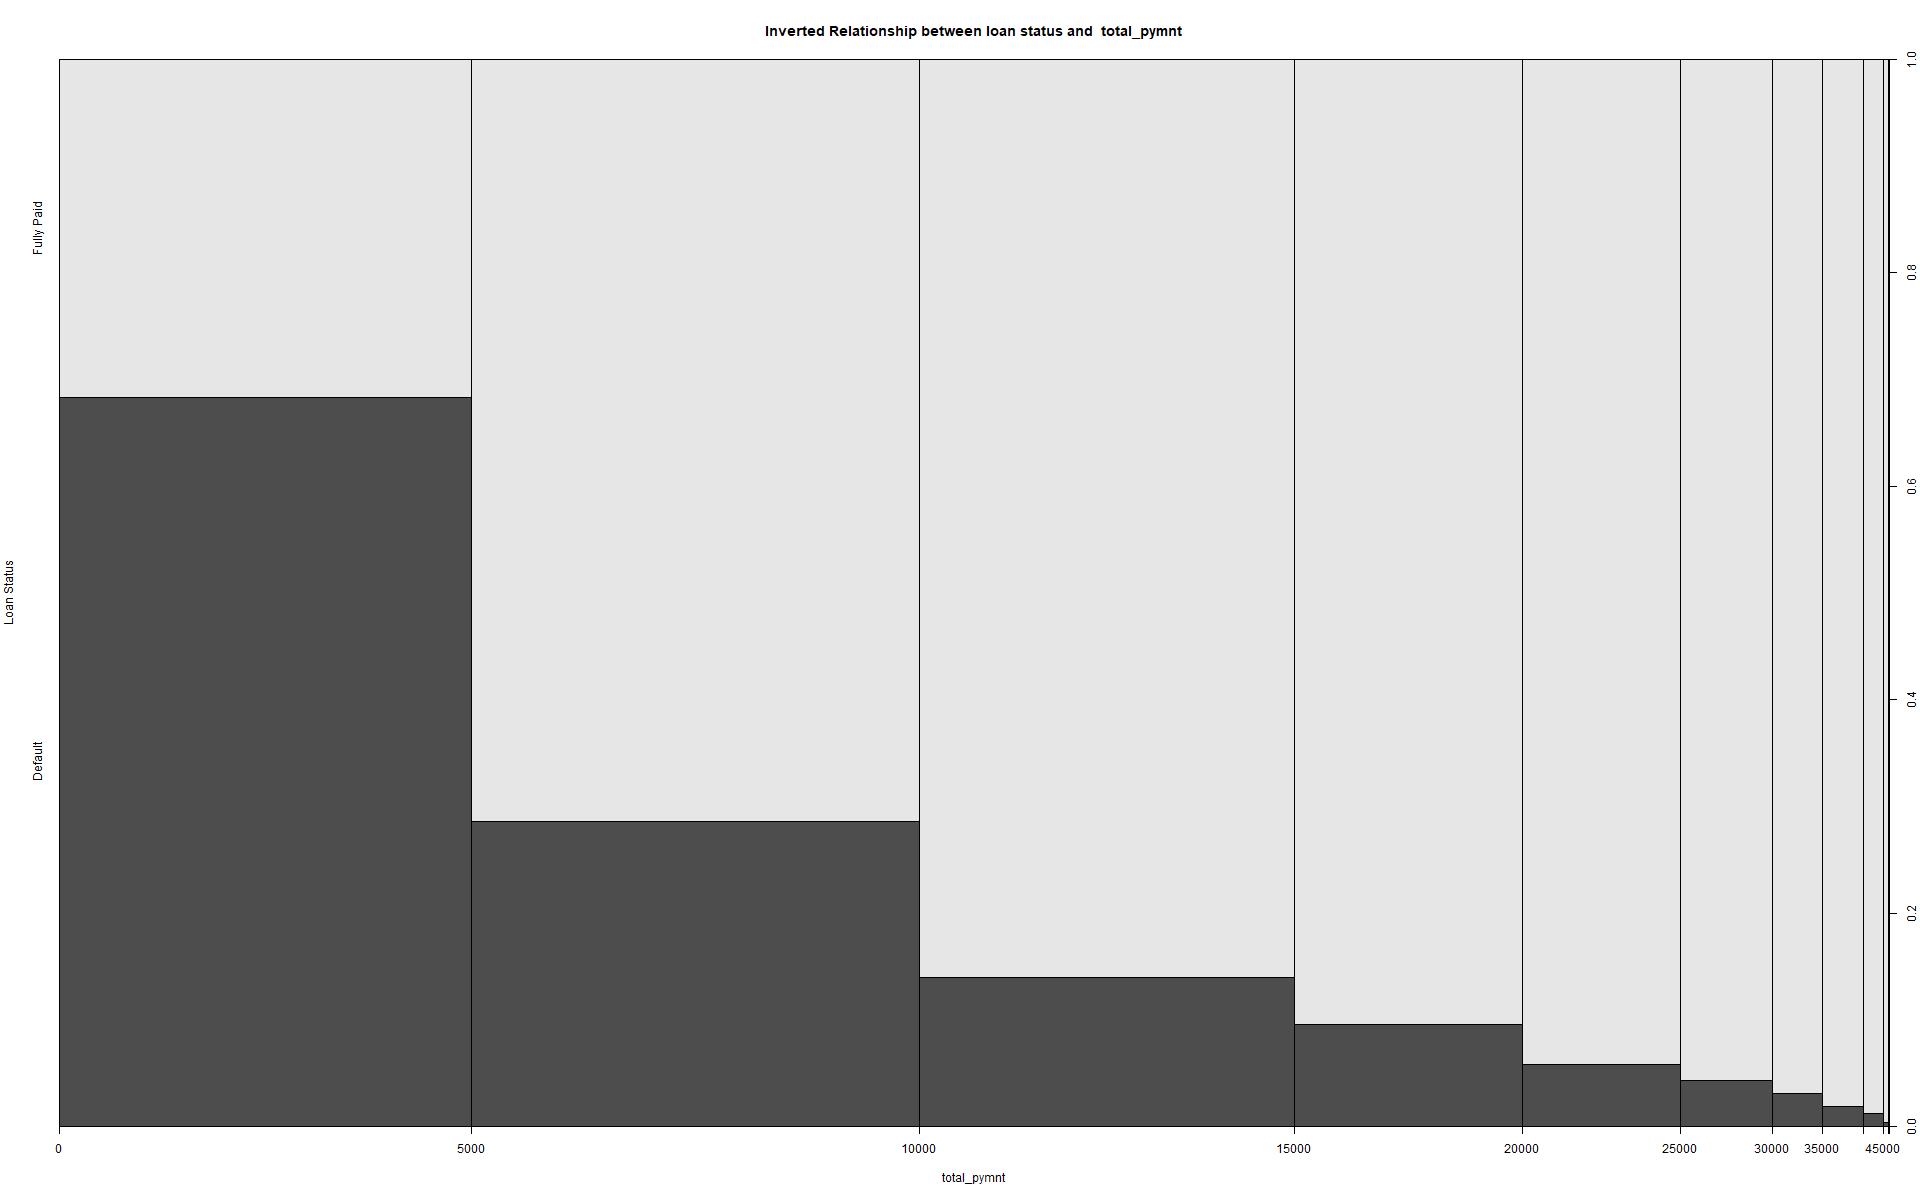 Inverted Relationship between loan status and  total_pymnt
Fully Paid
Default
Loan Status
1.0
0.8
0.6
0.4
0.2
0.0
0 5000 10000 15000 20000 25000 30000 35000 45000
total_pymnt